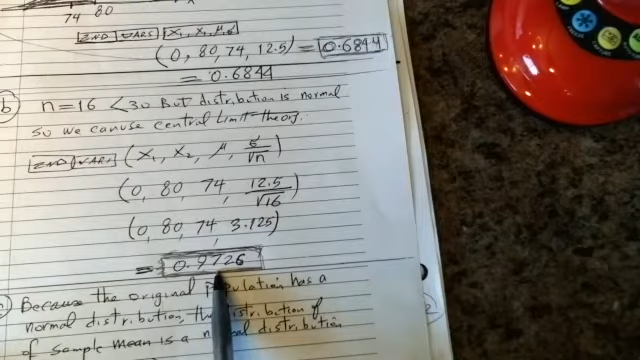 74 80
2ND VARS X₁, X₂, μ, σ
(0, 80, 74, 12.5) = 0.6844
= 0.6844
b n=16 <30 But distribution is normal
So we can use Central Limit theory.
2ND VARS (X₁, X₂, μ, σ/√n)
(0, 80, 74, 12.5/√16)
(0, 80, 74, 3.125)
= 0.9726
Because the original population has a
normal distribution, the distribution of
of sample mean is a normal distribution